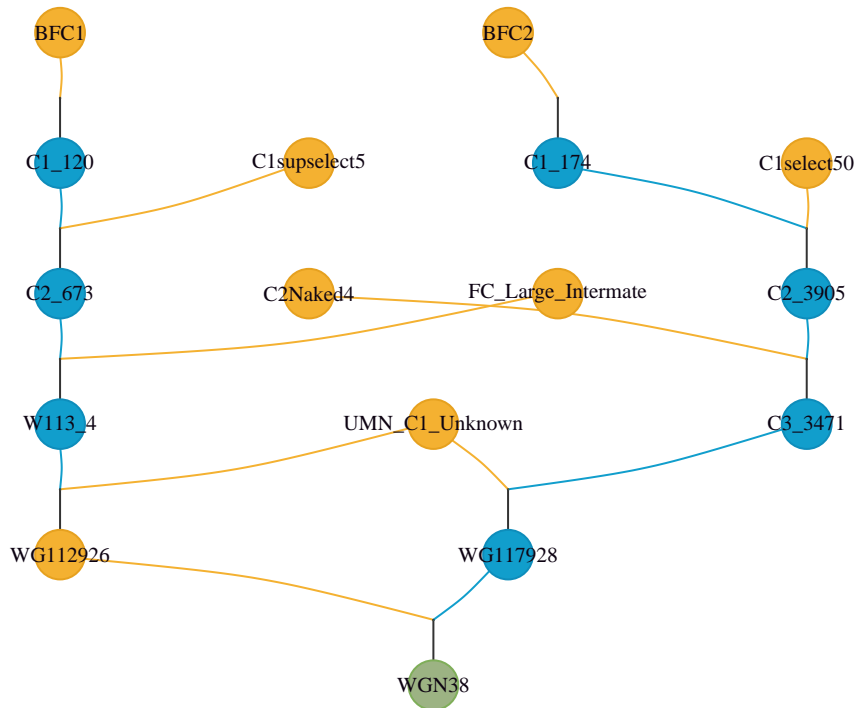 BFC1
BFC2
C1_120
C1supselect5
C1_174
C1select50
C2_673
C2Naked4
FC_Large_Intermate
C2_3905
W113_4
UMN_C1_Unknown
C3_3471
WG112926
WG117928
WGN38